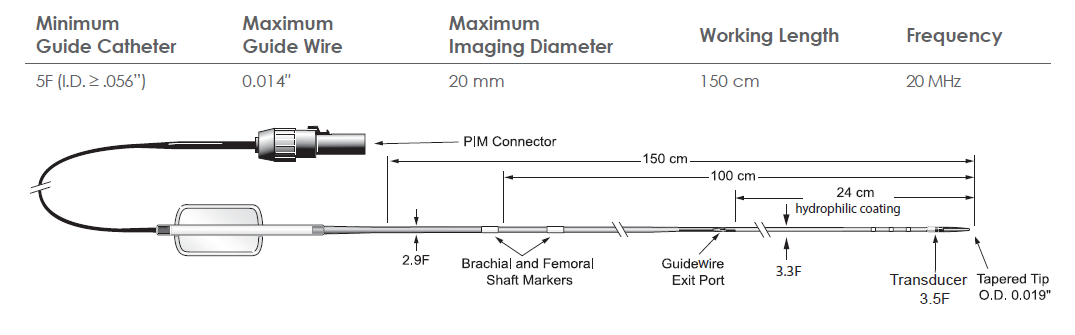 Minimum
Guide Catheter
Maximum
Guide Wire
Maximum
Imaging Diameter
Working Length
Frequency
5F (I.D. ≥ .056”)
0.014"
20 mm
150 cm
20 MHz
PIM Connector
150 cm
100 cm
24 cm
hydrophilic coating
2.9F
Brachial and Femoral
Shaft Markers
GuideWire
Exit Port
3.3F
Transducer
3.5F
Tapered Tip
O.D. 0.019"